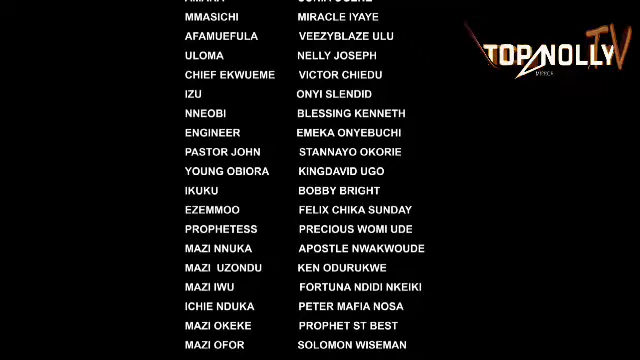 MMASICHI MIRACLE IYAYE
AFAMUEFULA VEEZYBLAZE ULU
ULOMA NELLY JOSEPH
CHIEF EKWUEME VICTOR CHIEDU
IZU ONYI SLENDID
NNEOBI BLESSING KENNETH
ENGINEER EMEKA ONYEBUCHI
PASTOR JOHN STANNAYO OKORIE
YOUNG OBIORA KINGDAVID UGO
IKUKU BOBBY BRIGHT
EZEMMOO FELIX CHIKA SUNDAY
PROPHETESS PRECIOUS WOMI UDE
MAZI NNUKA APOSTLE NWAKWOUDE
MAZI UZONDU KEN ODURUKWE
MAZI IWU FORTUNA NDIDI NKEIKI
ICHIE NDUKA PETER MAFIA NOSA
MAZI OKEKE PROPHET ST BEST
MAZI OFOR SOLOMON WISEMAN
TOPNOLLY TV